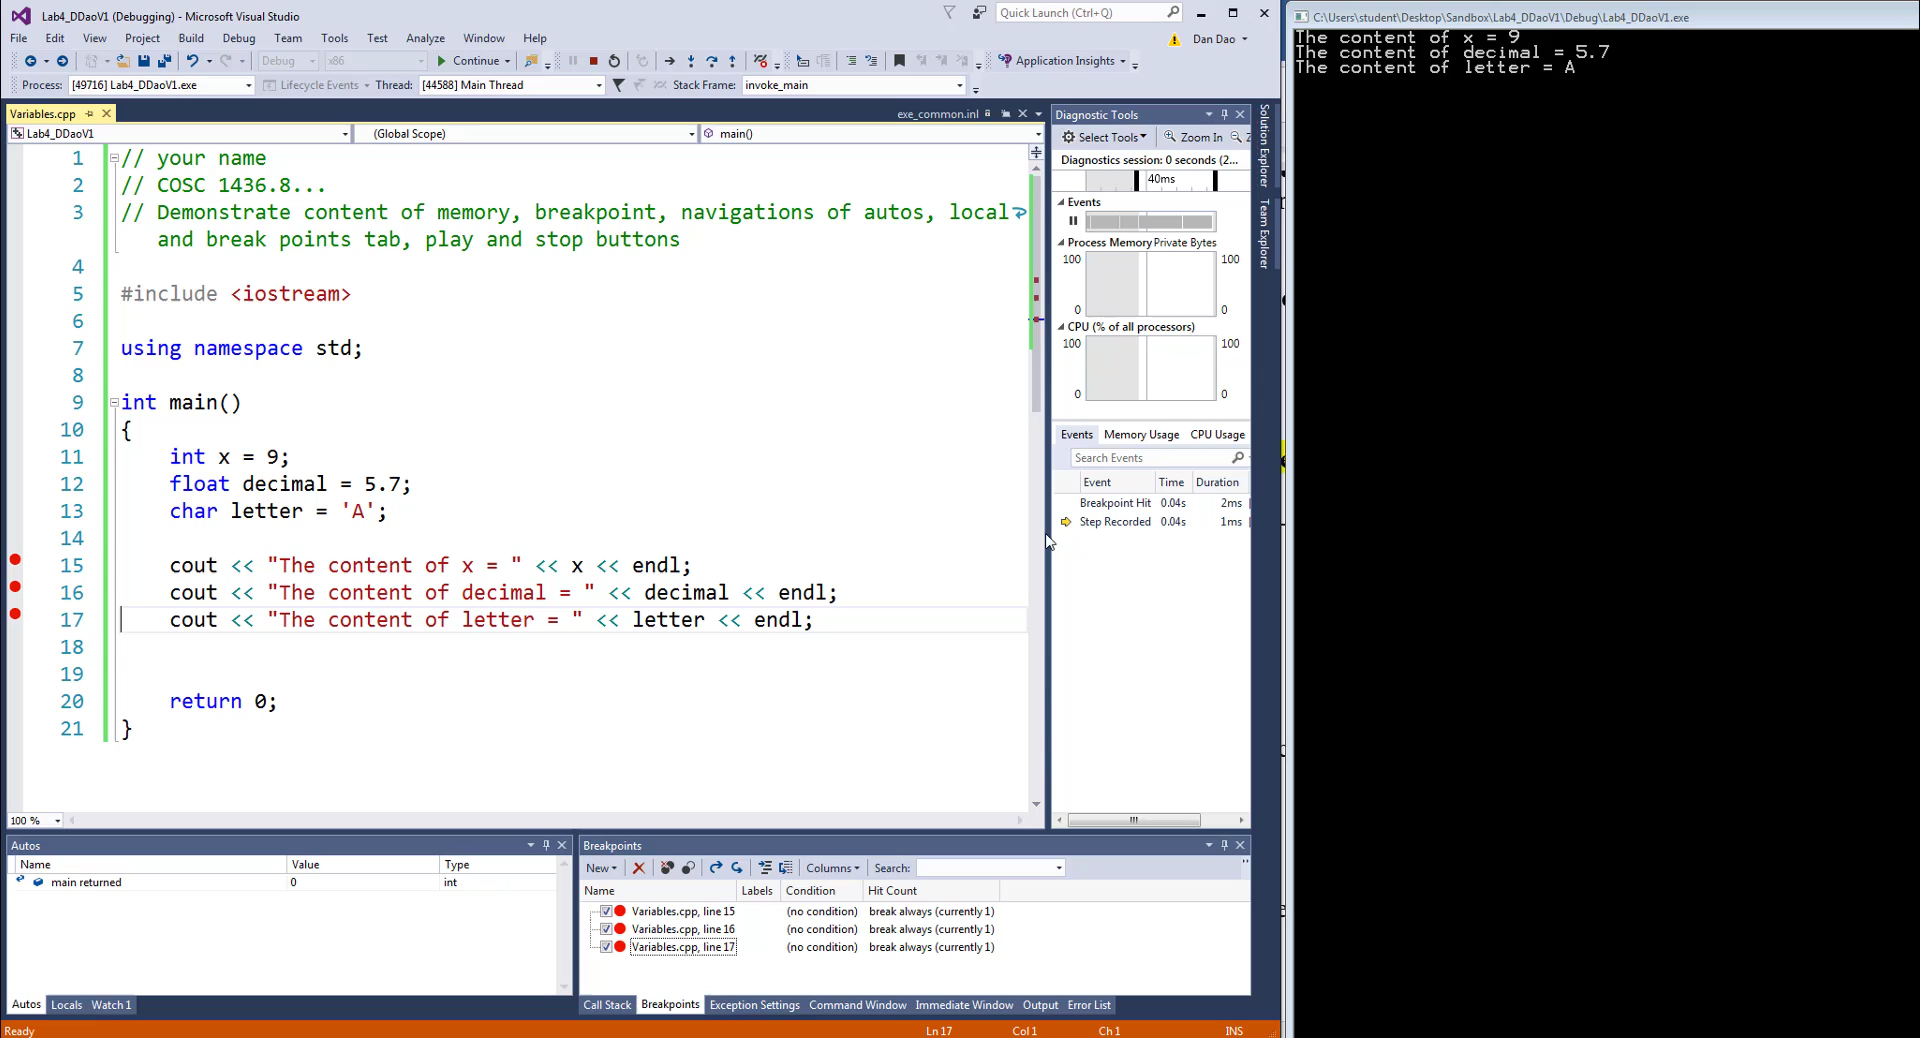 Lab4_DDaoV1 (Debugging) - Microsoft Visual Studio
Quick Launch (Ctrl+Q)
File Edit View Project Build Debug Team Tools Test Analyze Window Help
Dan Dao
Debug x86 Continue Application Insights
Process: [49716] Lab4_DDaoV1.exe Lifecycle Events Thread: [44588] Main Thread Stack Frame: invoke_main
Variables.cpp exe_common.inl
Lab4_DDaoV1 (Global Scope) main()
1 // your name
2 // COSC 1436.8...
3 // Demonstrate content of memory, breakpoint, navigations of autos, local
and break points tab, play and stop buttons
4
5 #include <iostream>
6
7 using namespace std;
8
9 int main()
10 {
11 int x = 9;
12 float decimal = 5.7;
13 char letter = 'A';
14
15 cout << "The content of x = " << x << endl;
16 cout << "The content of decimal = " << decimal << endl;
17 cout << "The content of letter = " << letter << endl;
18
19
20 return 0;
21 }
100 %
Diagnostic Tools
Select Tools Zoom In
Diagnostics session: 0 seconds (2...
40ms
Events
Process Memory Private Bytes
100 100
0 0
CPU (% of all processors)
100 100
0 0
Events Memory Usage CPU Usage
Search Events
Event Time Duration
Breakpoint Hit 0.04s 2ms
Step Recorded 0.04s 1ms
Solution Explorer
Team Explorer
Autos
Name Value Type
main returned 0 int
Autos Locals Watch 1
Breakpoints
New Columns Search:
Name Labels Condition Hit Count
Variables.cpp, line 15 (no condition) break always (currently 1)
Variables.cpp, line 16 (no condition) break always (currently 1)
Variables.cpp, line 17 (no condition) break always (currently 1)
Call Stack Breakpoints Exception Settings Command Window Immediate Window Output Error List
Ready Ln 17 Col 1 Ch 1 INS
C:\Users\student\Desktop\Sandbox\Lab4_DDaoV1\Debug\Lab4_DDaoV1.exe
The content of x = 9
The content of decimal = 5.7
The content of letter = A